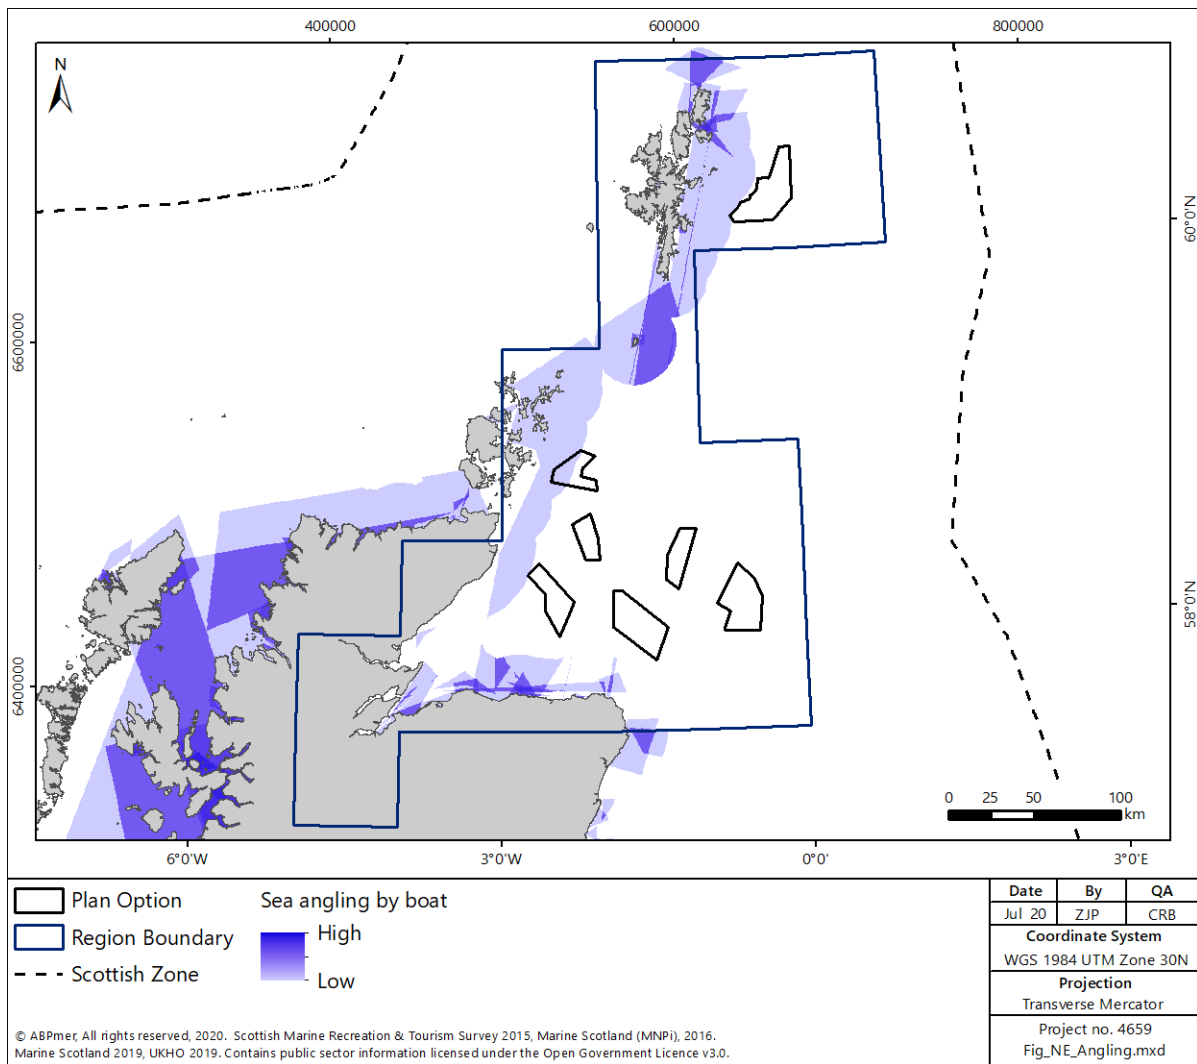 400000
600000
800000
N
60°0'N
6600000
58°0'N
6400000
0
25
50
100
km
6°0'W
3°0'W
0°0'
3°0'E
Plan Option
Region Boundary
Scottish Zone
Sea angling by boat
High
Low
Date
By
QA
Jul 20
ZJP
CRB
Coordinate System
WGS 1984 UTM Zone 30N
Projection
Transverse Mercator
Project no. 4659
Fig_NE_Angling.mxd
© ABPmer, All rights reserved, 2020. Scottish Marine Recreation & Tourism Survey 2015, Marine Scotland (MNPi), 2016.
Marine Scotland 2019, UKHO 2019. Contains public sector information licensed under the Open Government Licence v3.0.